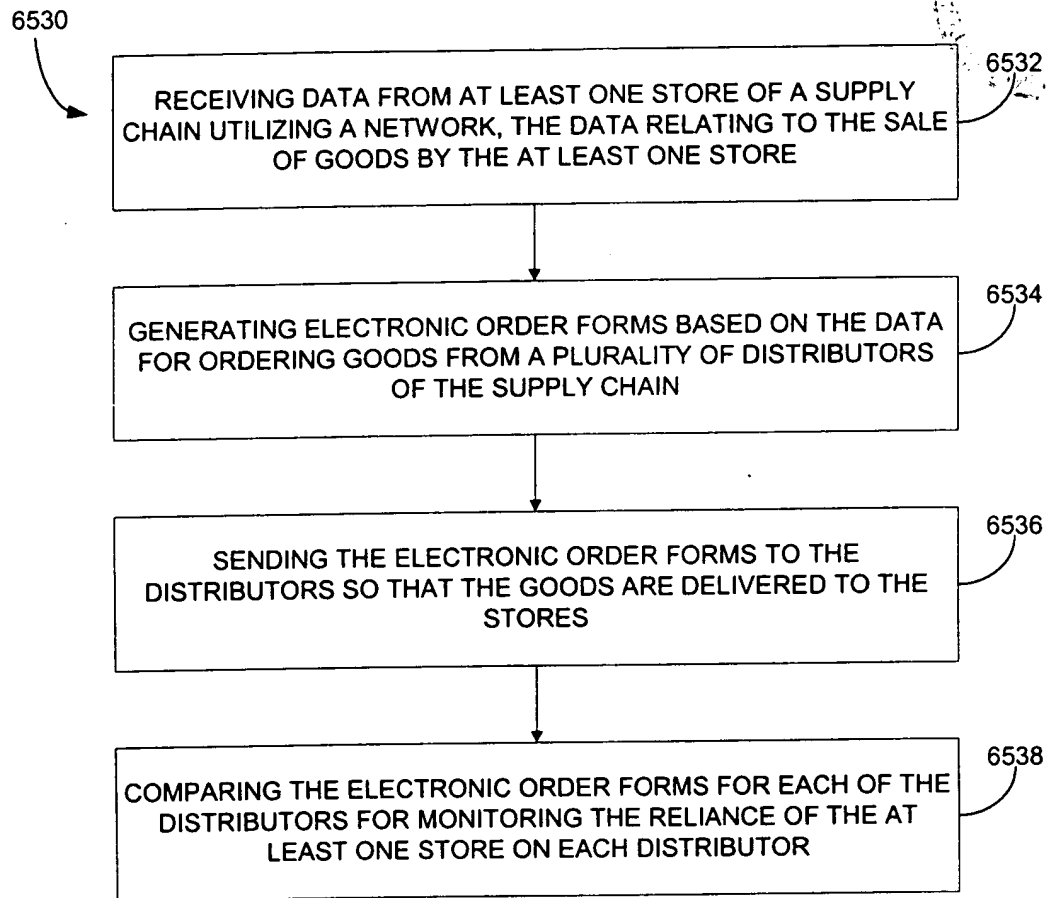 6530
6532
RECEIVING DATA FROM AT LEAST ONE STORE OF A SUPPLY
CHAIN UTILIZING A NETWORK, THE DATA RELATING TO THE SALE
OF GOODS BY THE AT LEAST ONE STORE
6534
GENERATING ELECTRONIC ORDER FORMS BASED ON THE DATA
FOR ORDERING GOODS FROM A PLURALITY OF DISTRIBUTORS
OF THE SUPPLY CHAIN
6536
SENDING THE ELECTRONIC ORDER FORMS TO THE
DISTRIBUTORS SO THAT THE GOODS ARE DELIVERED TO THE
STORES
6538
COMPARING THE ELECTRONIC ORDER FORMS FOR EACH OF THE
DISTRIBUTORS FOR MONITORING THE RELIANCE OF THE AT
LEAST ONE STORE ON EACH DISTRIBUTOR